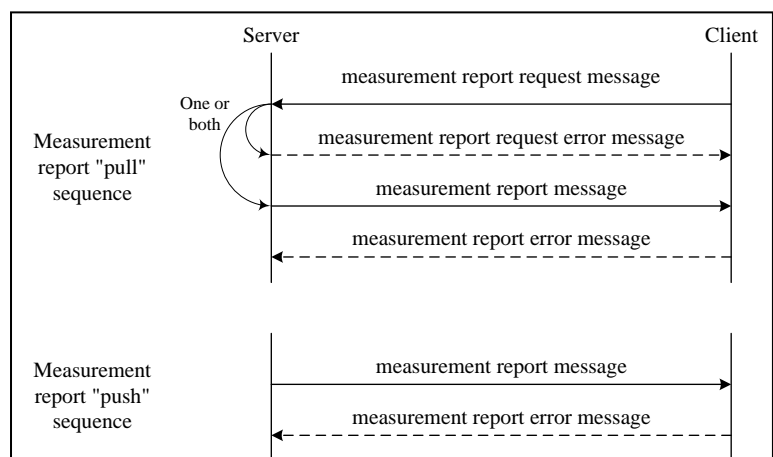 Server
Client
measurement report request message
One or
both
measurement report request error message
Measurement
report "pull"
sequence
measurement report message
measurement report error message
Measurement
report "push"
sequence
measurement report message
measurement report error message